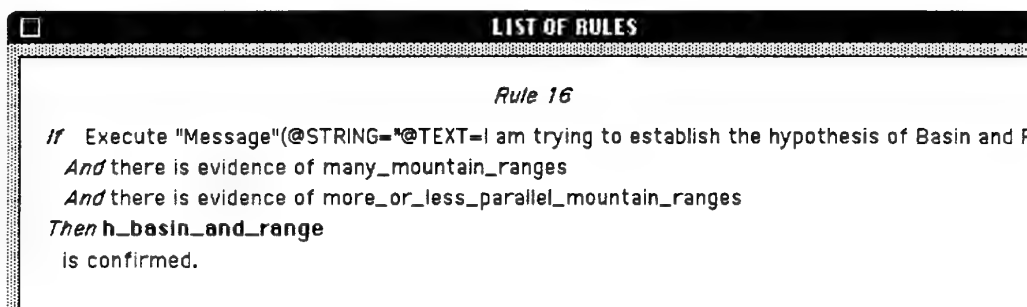 LIST OF RULES
Rule 16
If Execute "Message"(@STRING="@TEXT=I am trying to establish the hypothesis of Basin and
And there is evidence of many_mountain_ranges
And there is evidence of more_or_less_parallel_mountain_ranges
Then h_basin_and_range
is confirmed.